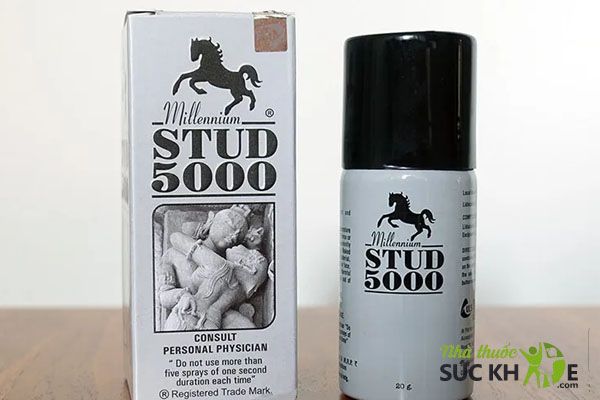 Millennium ®
STUD
5000
CONSULT
PERSONAL PHYSICIAN
" Do not use more than
five sprays of one second
duration each time"
® Registered Trade Mark.
Millennium
STUD
5000
20 g.
M.R.P. ₹
Nhà thuốc
SỨC KHỎE
.com